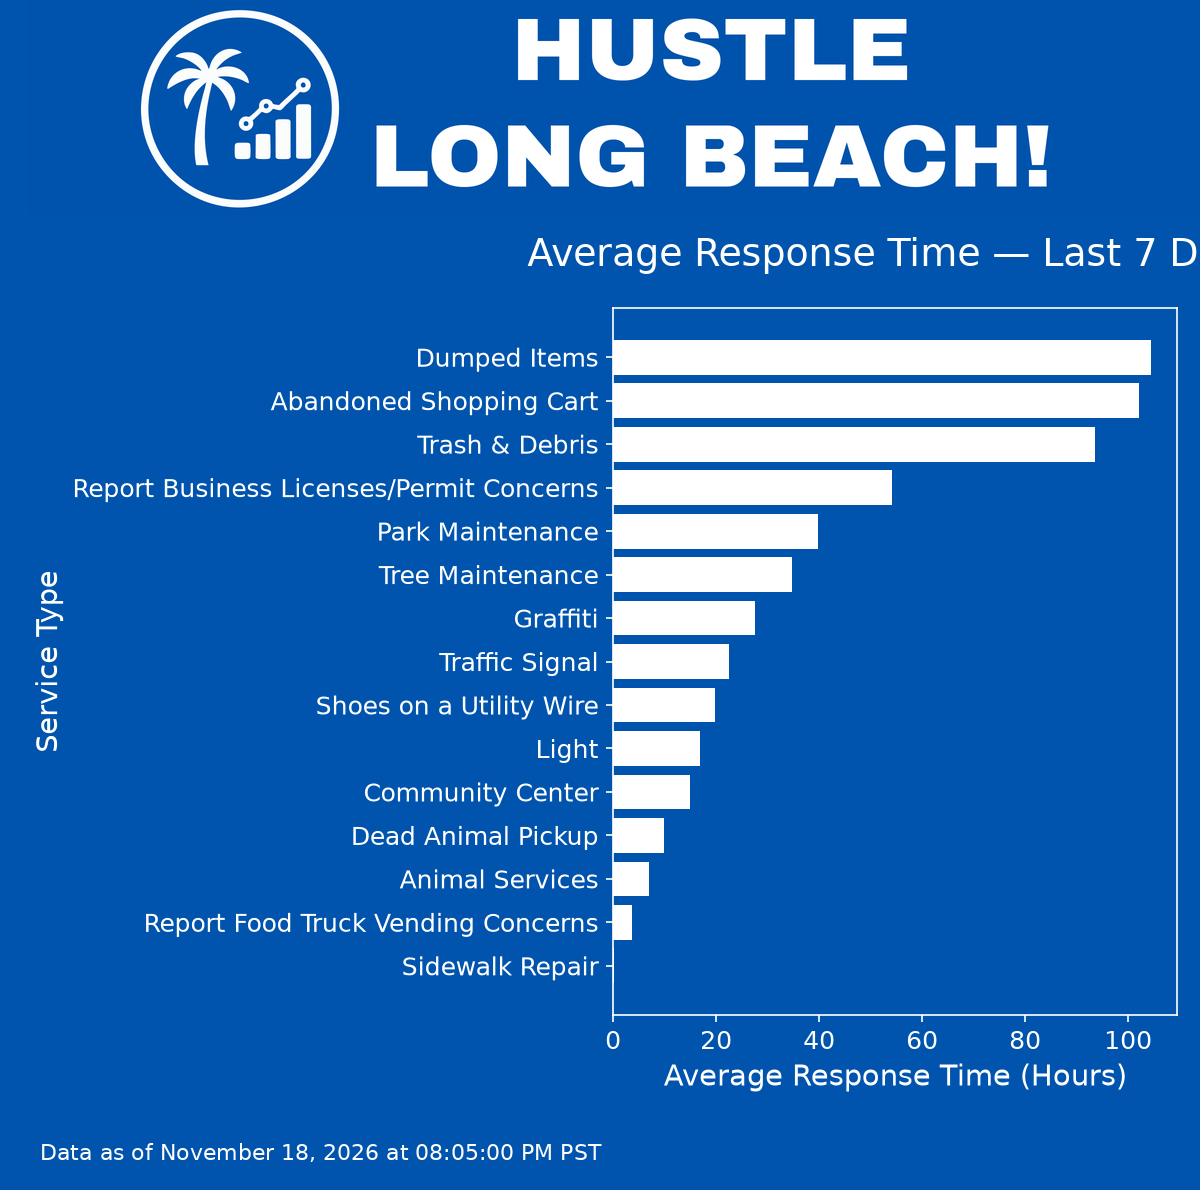 HUSTLE
LONG BEACH!
Average Response Time — Last 7 D
Dumped Items
Abandoned Shopping Cart
Trash & Debris
Report Business Licenses/Permit Concerns
Park Maintenance
Tree Maintenance
Graffiti
Traffic Signal
Shoes on a Utility Wire
Light
Community Center
Dead Animal Pickup
Animal Services
Report Food Truck Vending Concerns
Sidewalk Repair
Service Type
0 20 40 60 80 100
Average Response Time (Hours)
Data as of November 18, 2026 at 08:05:00 PM PST